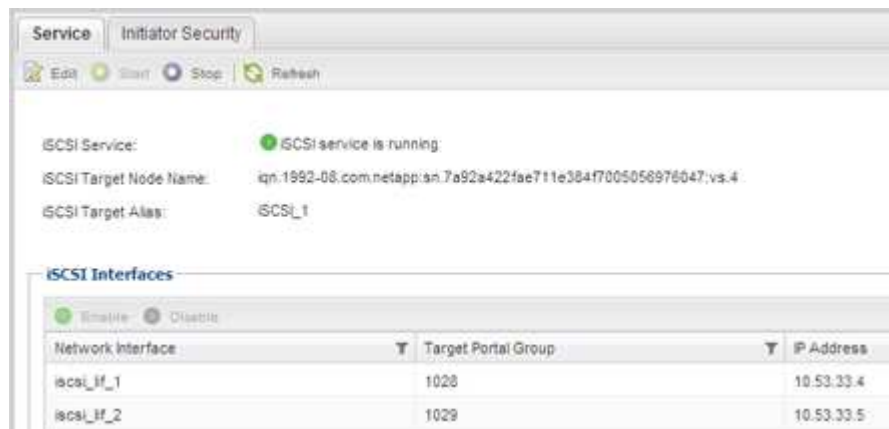 Service Initiator Security
Edit Start Stop Refresh
iSCSI Service: iSCSI service is running
iSCSI Target Node Name: iqn.1992-08.com.netapp:sn.7a92a422fae711e384f7005056976047:vs.4
iSCSI Target Alias: iSCSI_1
iSCSI Interfaces
Enable Disable
Network Interface Target Portal Group IP Address
iscsi_lif_1 1028 10.53.33.4
iscsi_lif_2 1029 10.53.33.5